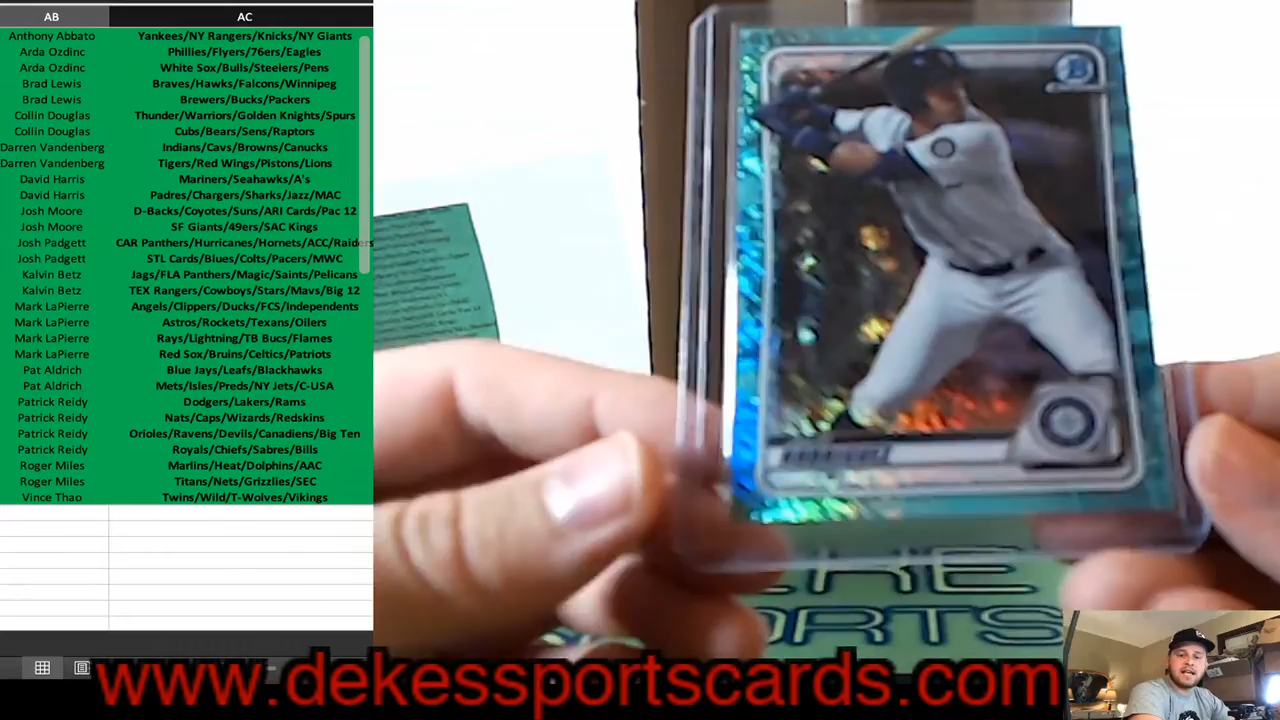 AB AC
Anthony Abbato Yankees/NY Rangers/Knicks/NY Giants
Arda Ozdinc Phillies/Flyers/76ers/Eagles
Arda Ozdinc White Sox/Bulls/Steelers/Pens
Brad Lewis Braves/Hawks/Falcons/Winnipeg
Brad Lewis Brewers/Bucks/Packers
Collin Douglas Thunder/Warriors/Golden Knights/Spurs
Collin Douglas Cubs/Bears/Sens/Raptors
Darren Vandenberg Indians/Cavs/Browns/Canucks
Darren Vandenberg Tigers/Red Wings/Pistons/Lions
David Harris Mariners/Seahawks/A's
David Harris Padres/Chargers/Sharks/Jazz/MAC
Josh Moore D-Backs/Coyotes/Suns/ARI Cards/Pac 12
Josh Moore SF Giants/49ers/SAC Kings
Josh Padgett CAR Panthers/Hurricanes/Hornets/ACC/Raiders
Josh Padgett STL Cards/Blues/Colts/Pacers/MWC
Kalvin Betz Jags/FLA Panthers/Magic/Saints/Pelicans
Kalvin Betz TEX Rangers/Cowboys/Stars/Mavs/Big 12
Mark LaPierre Angels/Clippers/Ducks/FCS/Independents
Mark LaPierre Astros/Rockets/Texans/Oilers
Mark LaPierre Rays/Lightning/TB Bucs/Flames
Mark LaPierre Red Sox/Bruins/Celtics/Patriots
Pat Aldrich Blue Jays/Leafs/Blackhawks
Pat Aldrich Mets/Isles/Preds/NY Jets/C-USA
Patrick Reidy Dodgers/Lakers/Rams
Patrick Reidy Nats/Caps/Wizards/Redskins
Patrick Reidy Orioles/Ravens/Devils/Canadiens/Big Ten
Patrick Reidy Royals/Chiefs/Sabres/Bills
Roger Miles Marlins/Heat/Dolphins/AAC
Roger Miles Titans/Nets/Grizzlies/SEC
Vince Thao Twins/Wild/T-Wolves/Vikings
www.dekessportscards.com